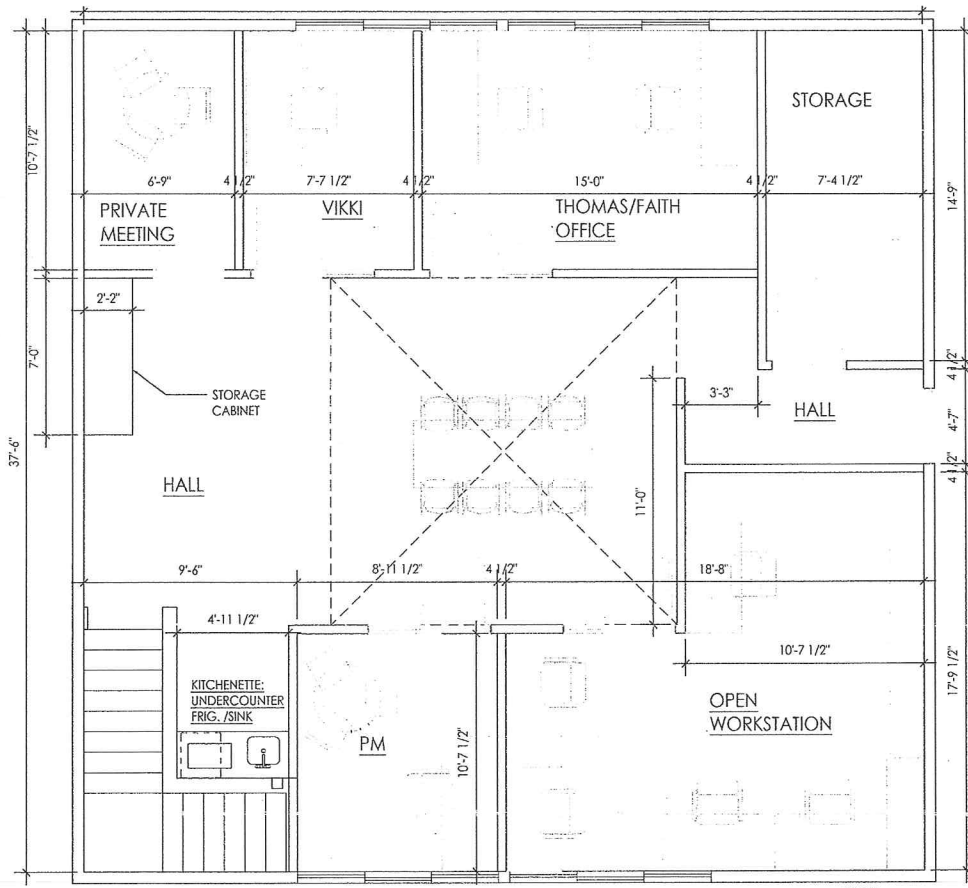 STORAGE
10'-7 1/2"
14'-9"
6'-9"
4 1/2"
7'-7 1/2"
4 1/2"
15'-0"
4 1/2"
7'-4 1/2"
PRIVATE
MEETING
VIKKI
THOMAS/FAITH
OFFICE
2'-2"
7'-0"
STORAGE
CABINET
3'-3"
HALL
4 1/2"
4'-7"
4 1/2"
37'-6"
HALL
11'-0"
9'-6"
8'-11 1/2"
4 1/2"
18'-8"
4'-11 1/2"
10'-7 1/2"
17'-9 1/2"
KITCHENETTE:
UNDERCOUNTER
FRIG. /SINK
PM
10'-7 1/2"
OPEN
WORKSTATION